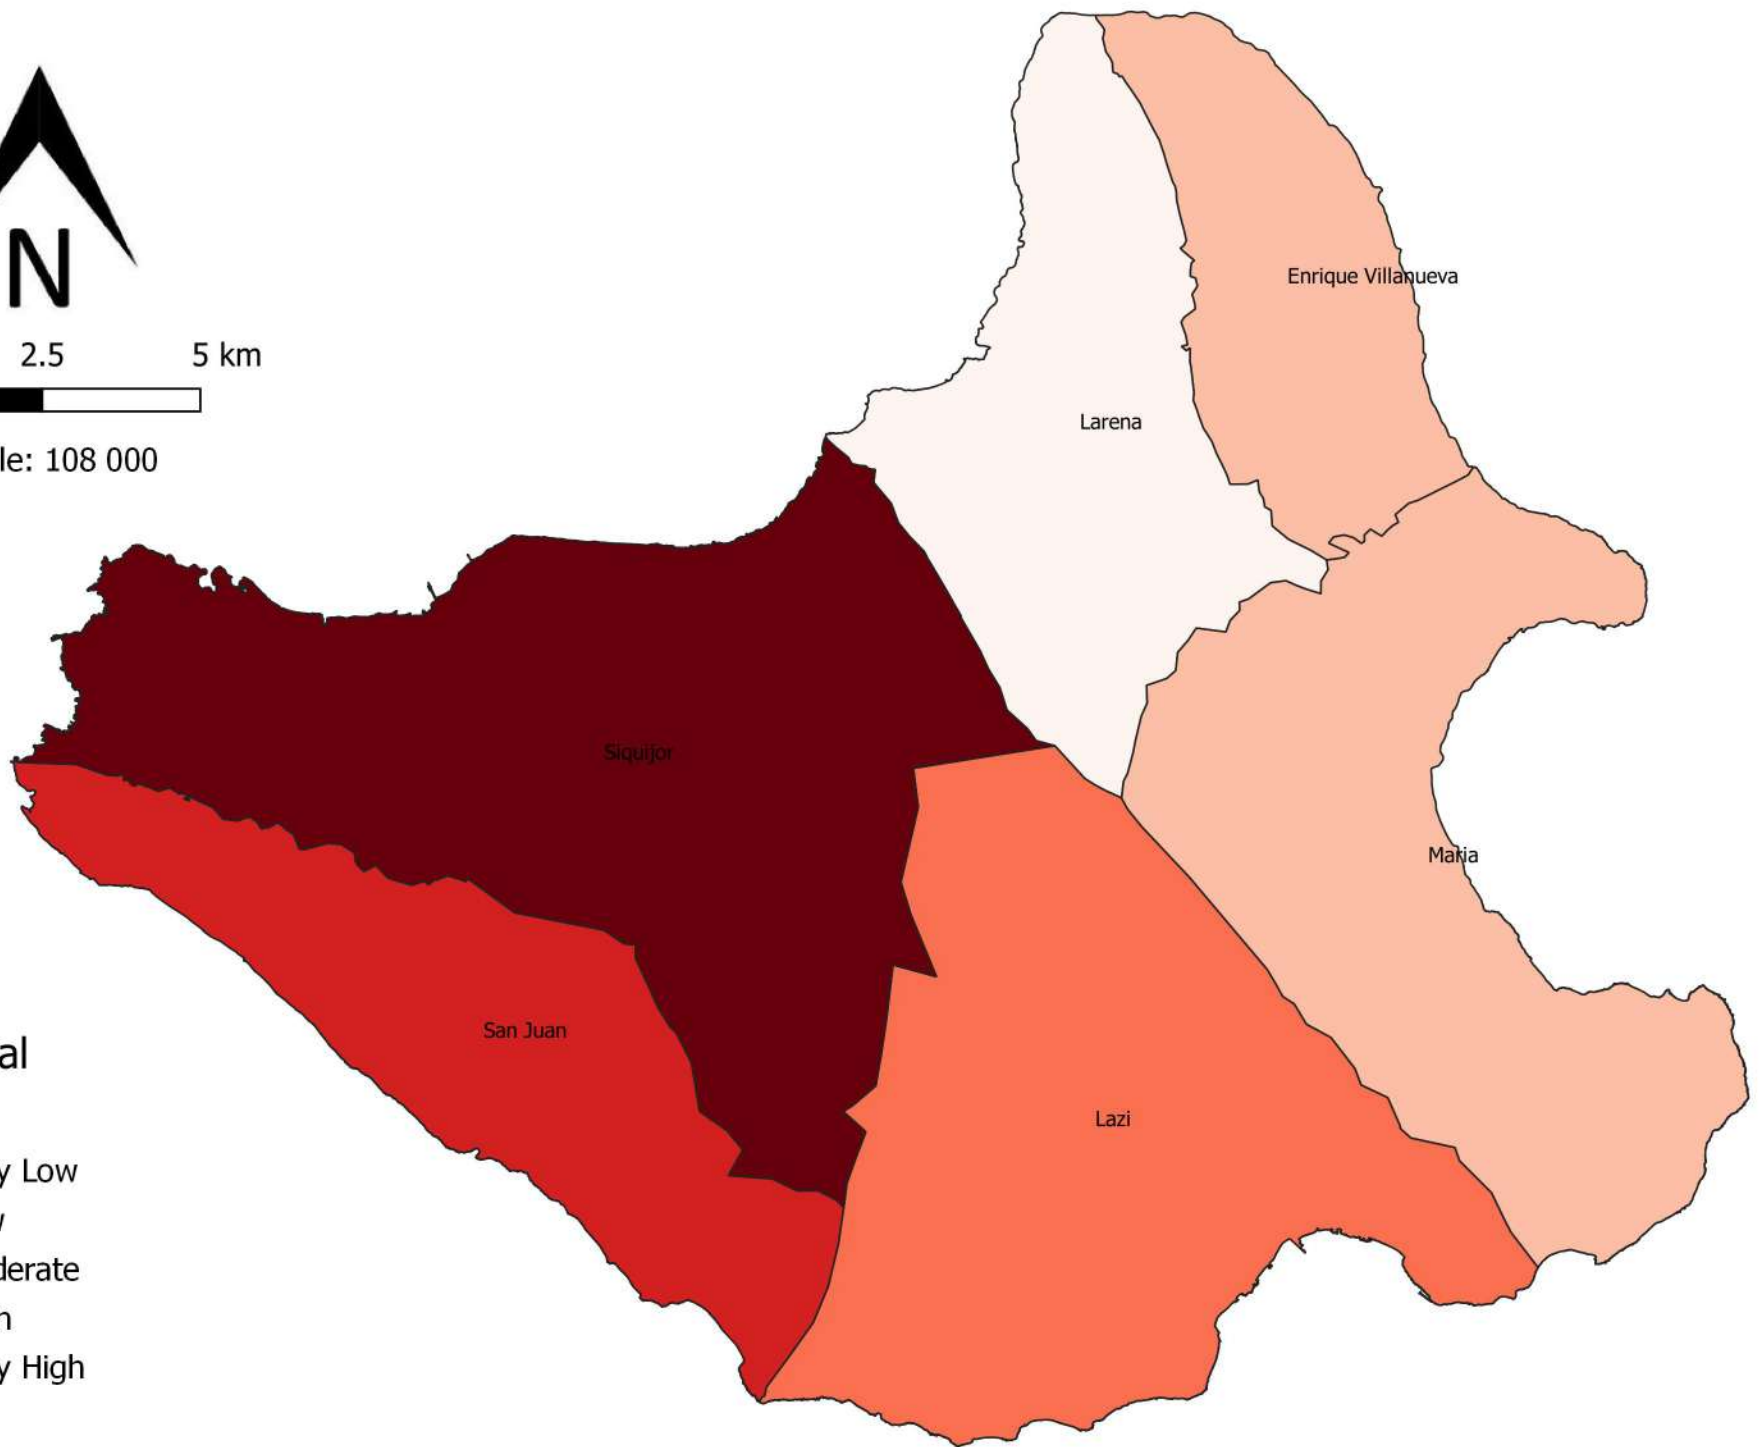 N
2.5 5 km
le: 108 000
Enrique Villanueva
Larena
Siquijor
Maria
San Juan
Lazi
al
y Low
derate
h
y High